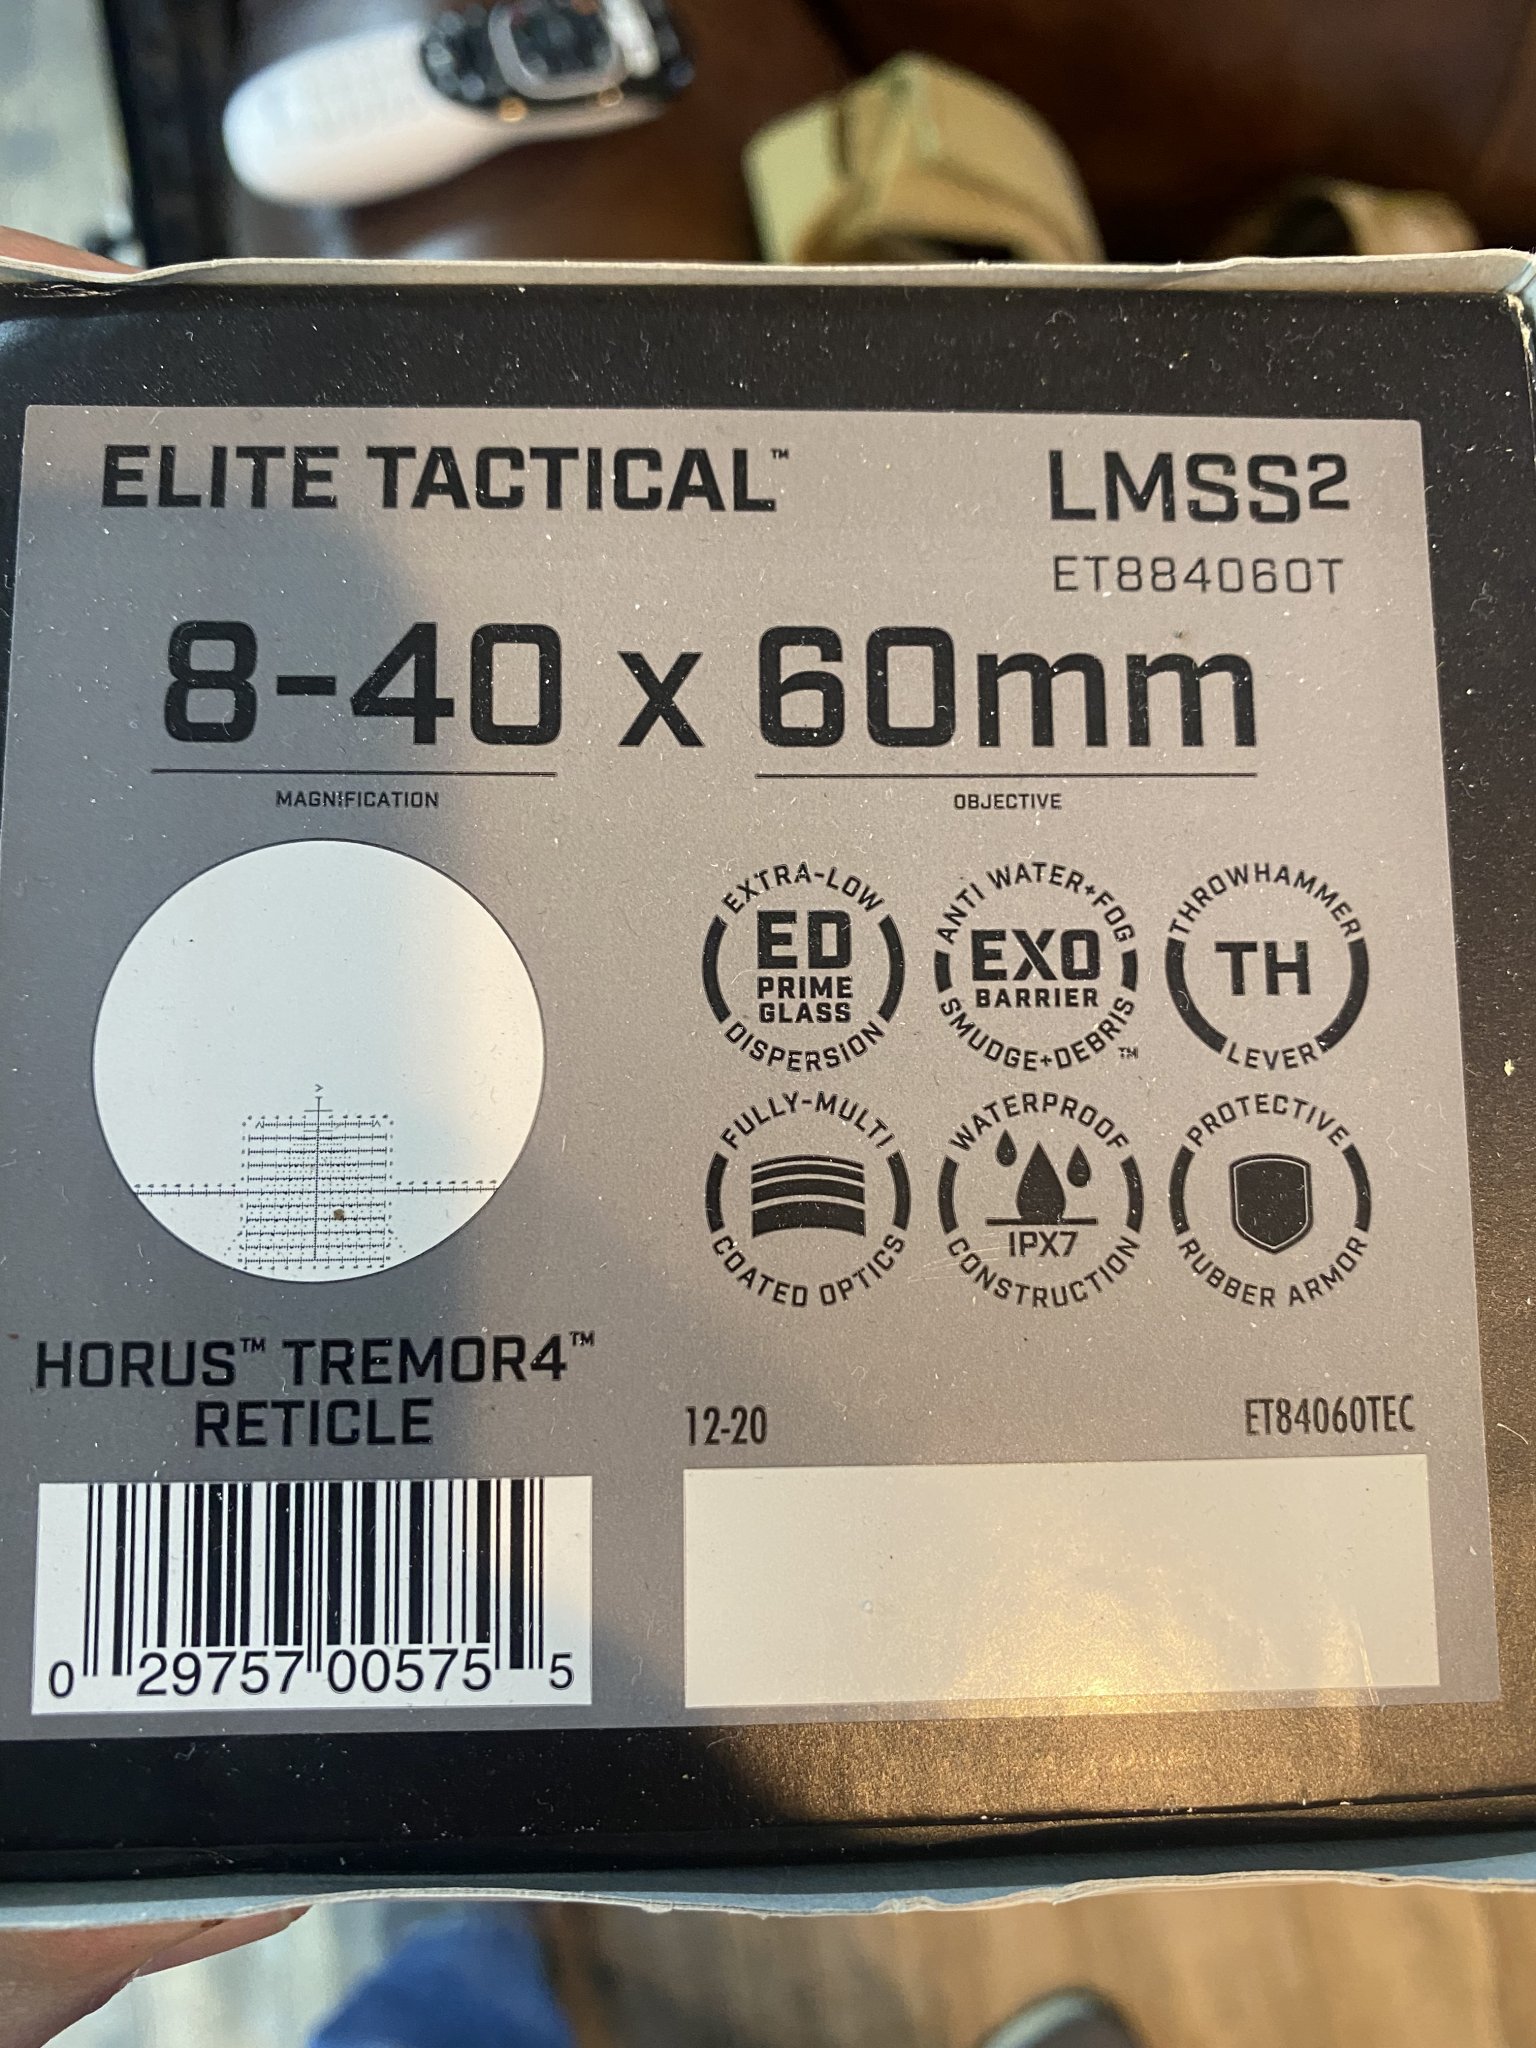 ELITE TACTICAL™
LMSS2
ET884060T
8-40 x 60mm
MAGNIFICATION
OBJECTIVE
EXTRA-LOW
ED
PRIME
GLASS
DISPERSION
ANTI WATER+FOG
EXO
BARRIER
SMUDGE+DEBRIS™
THROWHAMMER
TH
LEVER
FULLY-MULTI
COATED OPTICS
WATERPROOF
IPX7
CONSTRUCTION
PROTECTIVE
RUBBER ARMOR
HORUS™ TREMOR4™
RETICLE
12-20
ET84060TEC
0 29757 00575 5